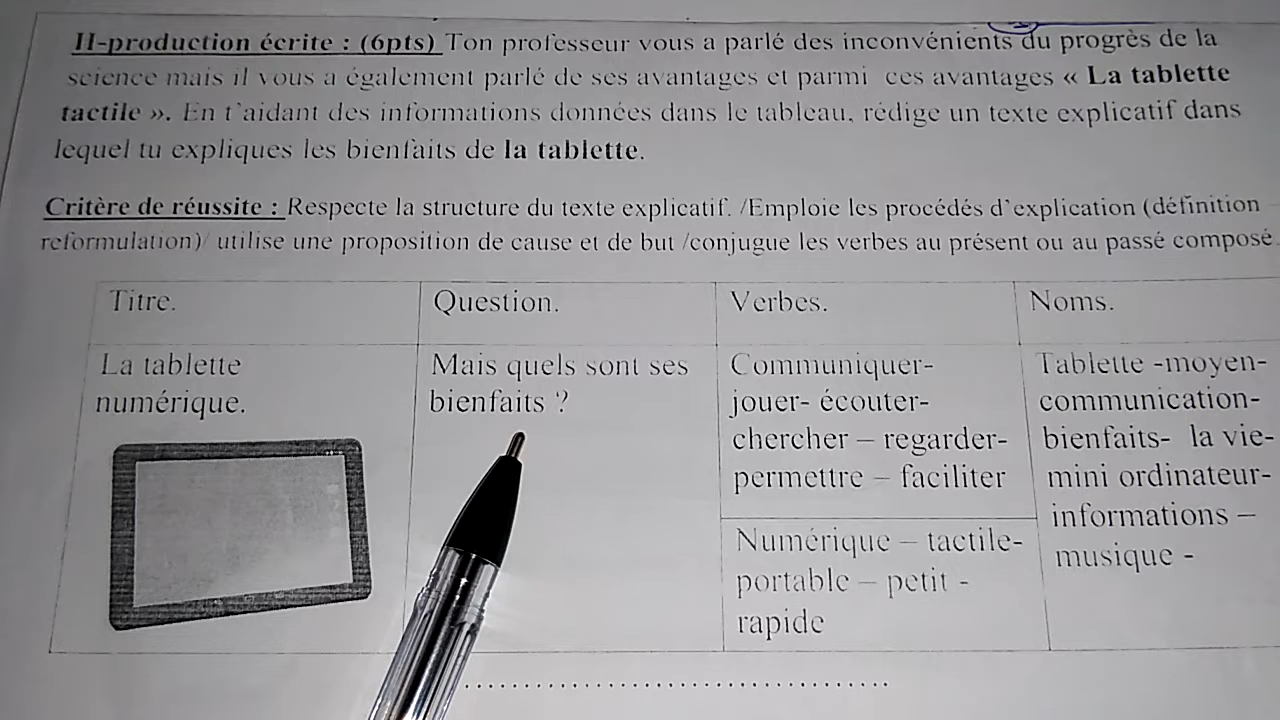 II-production écrite : (6pts) Ton professeur vous a parlé des inconvénients du progrès de la
science mais il vous a également parlé de ses avantages et parmi ces avantages « La tablette
tactile ». En t'aidant des informations données dans le tableau, rédige un texte explicatif dans
lequel tu expliques les bienfaits de la tablette.
Critère de réussite : Respecte la structure du texte explicatif. /Emploie les procédés d'explication (définition
reformulation)/ utilise une proposition de cause et de but /conjugue les verbes au présent ou au passé composé
Titre.
Question.
Verbes.
Noms.
La tablette
numérique.
Mais quels sont ses
bienfaits ?
Communiquer-
jouer- écouter-
chercher – regarder-
permettre – faciliter
Numérique – tactile-
portable – petit -
rapide
Tablette -moyen-
communication-
bienfaits- la vie-
mini ordinateur-
informations –
musique -